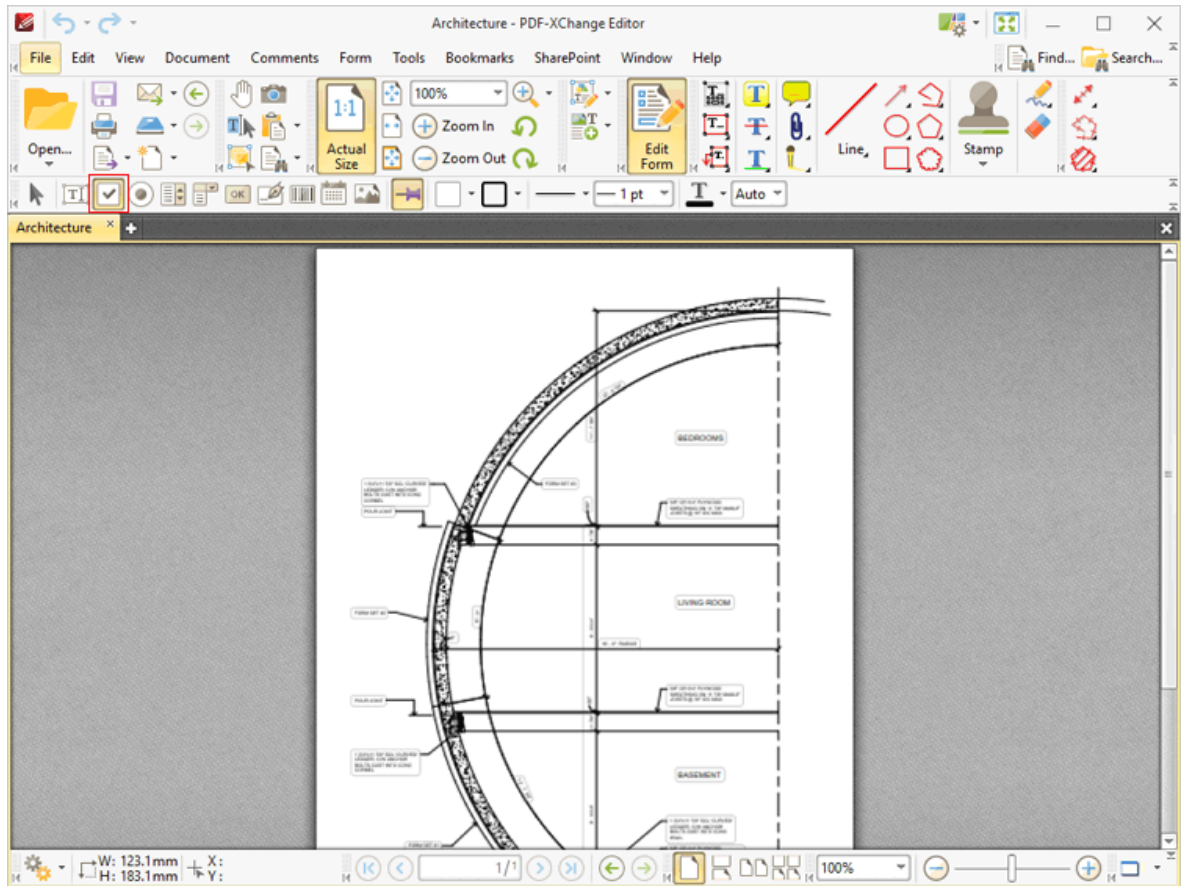 Architecture - PDF-XChange Editor
File Edit View Document Comments Form Tools Bookmarks SharePoint Window Help Find... Search...
Open...
1:1
Actual Size
100%
Zoom In
Zoom Out
Edit Form
Line
Stamp
OK
1 pt
Auto
Architecture
BEDROOMS
LIVING ROOM
BASEMENT
W: 123.1mm
H: 183.1mm
X:
Y:
1/1
100%